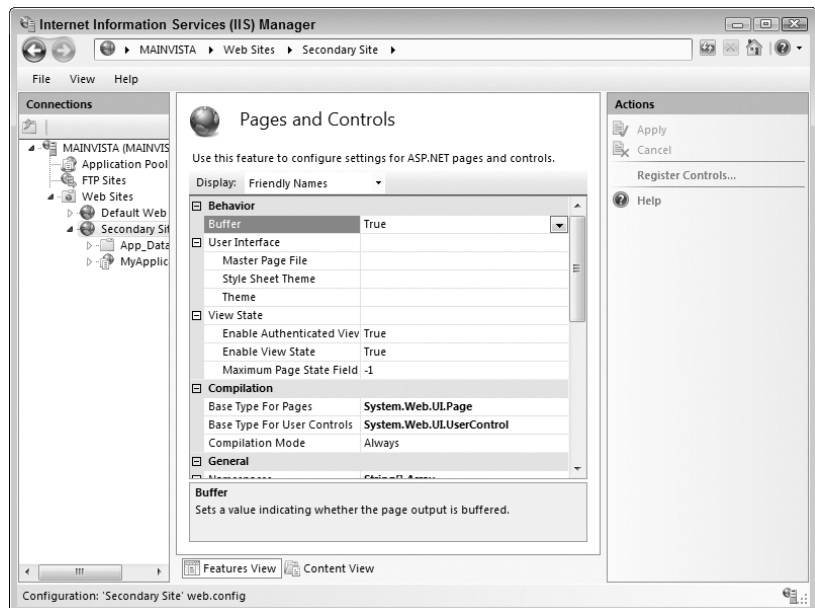 Internet Information Services (IIS) Manager
MAINVISTA Web Sites Secondary Site
File View Help
Connections
MAINVISTA (MAINVIS
Application Pool
FTP Sites
Web Sites
Default Web
Secondary Sit
App_Data
MyApplic
Pages and Controls
Use this feature to configure settings for ASP.NET pages and controls.
Display: Friendly Names
Behavior
Buffer True
User Interface
Master Page File
Style Sheet Theme
Theme
View State
Enable Authenticated Viev True
Enable View State True
Maximum Page State Field -1
Compilation
Base Type For Pages System.Web.UI.Page
Base Type For User Controls System.Web.UI.UserControl
Compilation Mode Always
General
Namespaces String[] Array
Buffer
Sets a value indicating whether the page output is buffered.
Features View Content View
Actions
Apply
Cancel
Register Controls...
Help
Configuration: 'Secondary Site' web.config